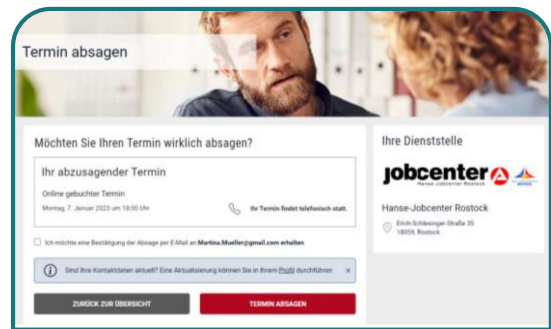 Termin absagen
Möchten Sie Ihren Termin wirklich absagen?
Ihr abzusagender Termin
Online gebuchter Termin
Montag, 7. Januar 2023 um 18:00 Uhr
Ihr Termin findet telefonisch statt.
Ich möchte eine Bestätigung der Absage per E-Mail an Martina.Mueller@gmail.com erhalten
Sind Ihre Kontaktdaten aktuell? Eine Aktualisierung können Sie in Ihrem Profil durchführen
ZURÜCK ZUR ÜBERSICHT
TERMIN ABSAGEN
Ihre Dienststelle
jobcenter
Hanse-Jobcenter Rostock
Hanse-Jobcenter Rostock
Erich-Schlesinger-Straße 35
18059, Rostock